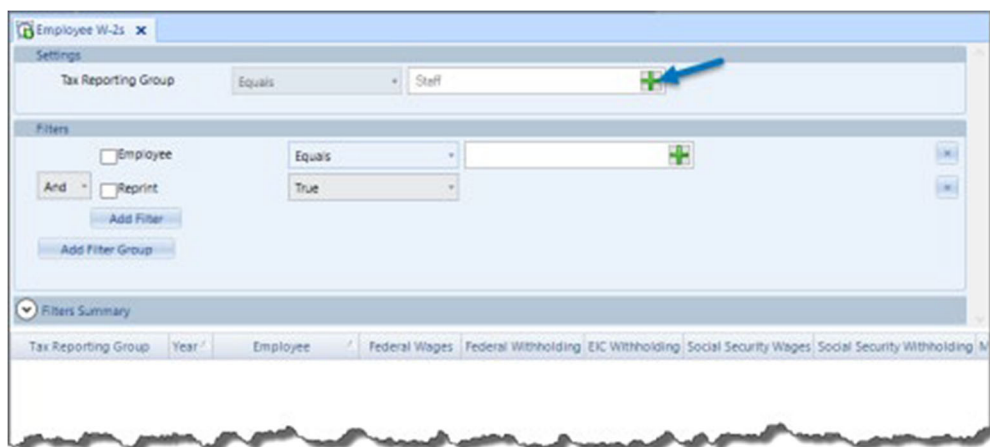 Employee W-2s
Settings
Tax Reporting Group Equals Staff
Filters
Employee Equals
And Reprint True
Add Filter
Add Filter Group
Filters Summary
Tax Reporting Group Year Employee Federal Wages Federal Withholding EIC Withholding Social Security Wages Social Security Withholding M